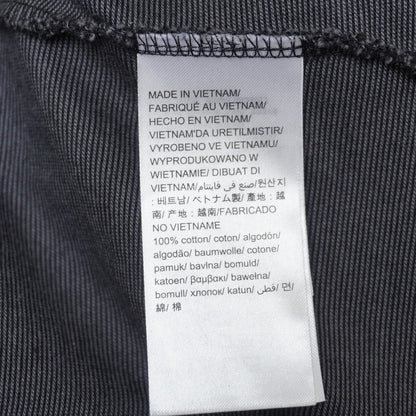 MADE IN VIETNAM/
FABRIQUÉ AU VIETNAM/
HECHO EN VIETNAM/
VIETNAM'DA URETILMISTIR/
VYROBENO VE VIETNAMU/
WYPRODUKOWANO W
WIETNAMIE/ DIBUAT DI
VIETNAM/صنع في فايتنام/원산지
: 베트남/ ベトナム製/ 產地 : 越
南/ 产地 : 越南/FABRICADO
NO VIETNAME
100% cotton/ coton/ algodón/
algodão/ baumwolle/ cotone/
pamuk/ bavlna/ bomuld/
katoen/ βαμβακι/ bawełna/
bomull/ хлопок/ katun/ قطن/ 면/
綿/ 棉